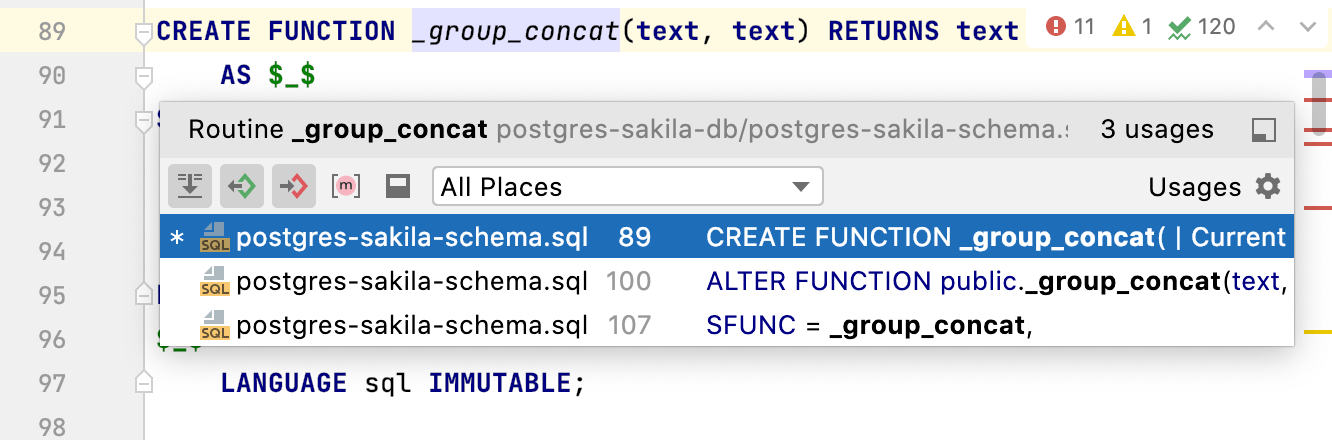 89 CREATE FUNCTION _group_concat(text, text) RETURNS text 11 1 120
90 AS $_$
91
Routine _group_concat postgres-sakila-db/postgres-sakila-schema. 3 usages
92
[m] All Places Usages
93
* SQL postgres-sakila-schema.sql 89 CREATE FUNCTION _group_concat( | Current
94
SQL postgres-sakila-schema.sql 100 ALTER FUNCTION public._group_concat(text,
95
SQL postgres-sakila-schema.sql 107 SFUNC = _group_concat,
96 $_$
97 LANGUAGE sql IMMUTABLE;
98